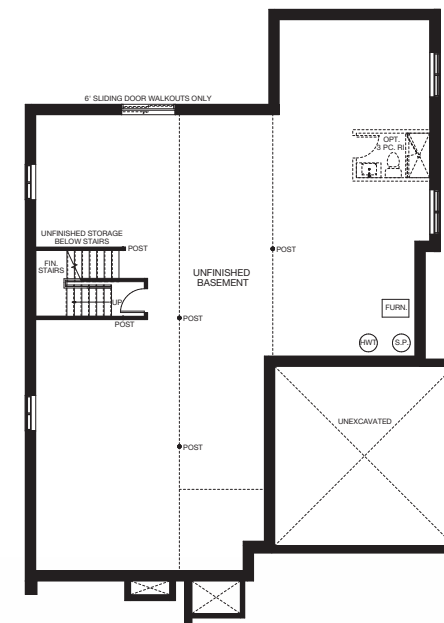 6' SLIDING DOOR WALKOUTS ONLY
OPT.
3 PC. RI
UNFINISHED STORAGE
BELOW STAIRS
POST
POST
FIN.
STAIRS
UNFINISHED
BASEMENT
UP
FURN.
POST
POST
HWT
S.P.
UNEXCAVATED
POST